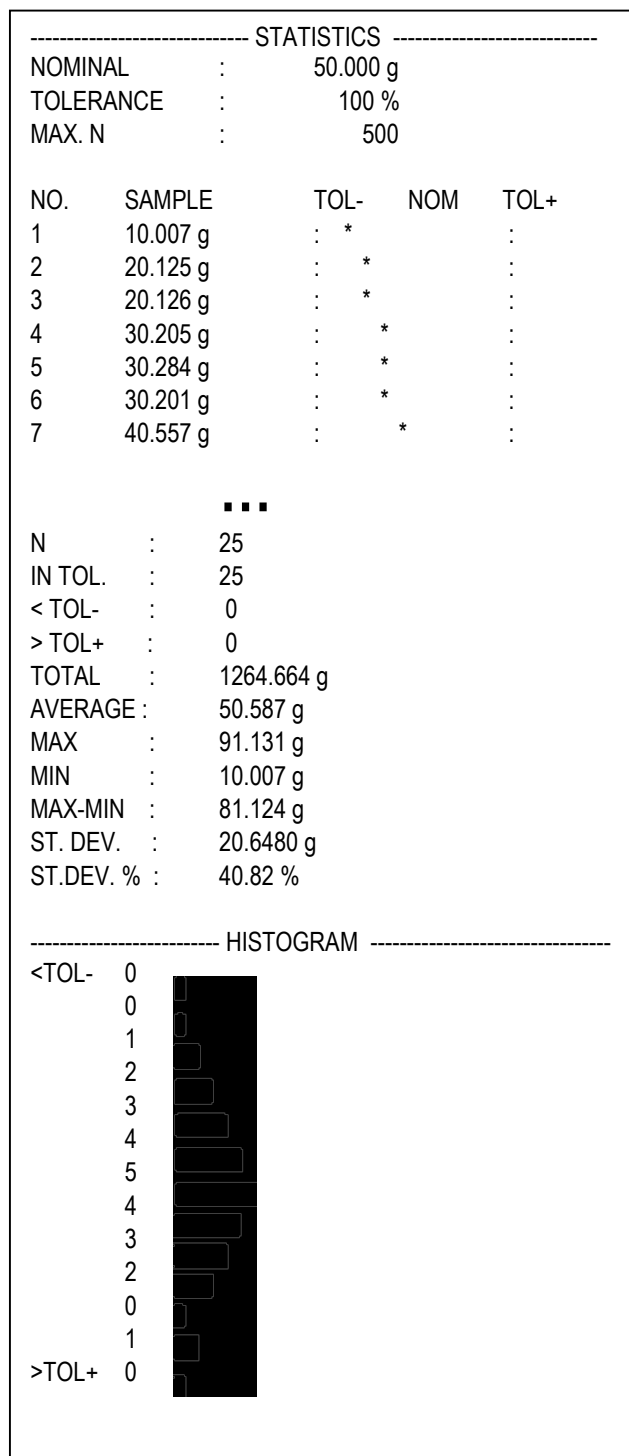 ------------------------------ STATISTICS ----------------------------
NOMINAL : 50.000 g
TOLERANCE : 100 %
MAX. N : 500
NO. SAMPLE TOL- NOM TOL+
1 10.007 g : * :
2 20.125 g : * :
3 20.126 g : * :
4 30.205 g : * :
5 30.284 g : * :
6 30.201 g : * :
7 40.557 g : * :
...
N : 25
IN TOL. : 25
< TOL- : 0
> TOL+ : 0
TOTAL : 1264.664 g
AVERAGE : 50.587 g
MAX : 91.131 g
MIN : 10.007 g
MAX-MIN : 81.124 g
ST. DEV. : 20.6480 g
ST.DEV. % : 40.82 %
-------------------------- HISTOGRAM ---------------------------------
<TOL- 0
0
1
2
3
4
5
4
3
2
0
1
>TOL+ 0